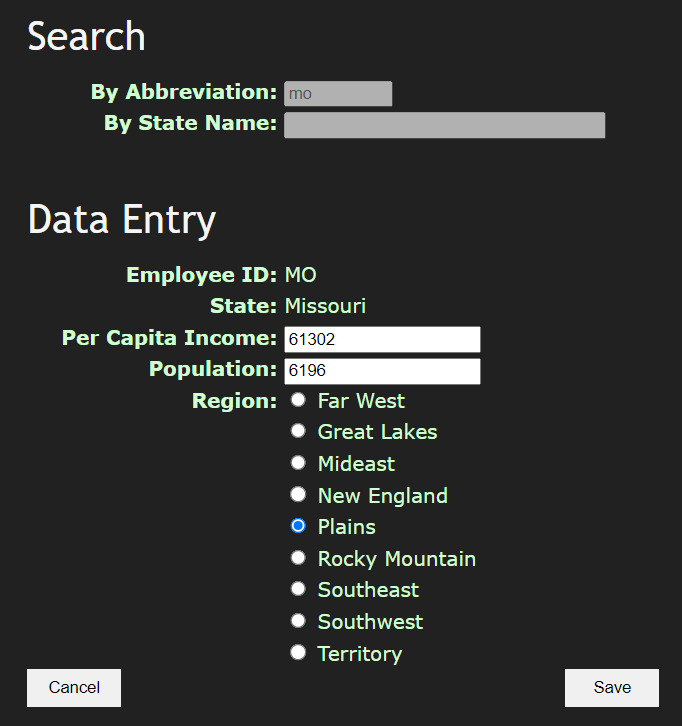 Search
By Abbreviation: mo
By State Name:
Data Entry
Employee ID: MO
State: Missouri
Per Capita Income: 61302
Population: 6196
Region: Far West
Great Lakes
Mideast
New England
Plains
Rocky Mountain
Southeast
Southwest
Territory
Cancel Save